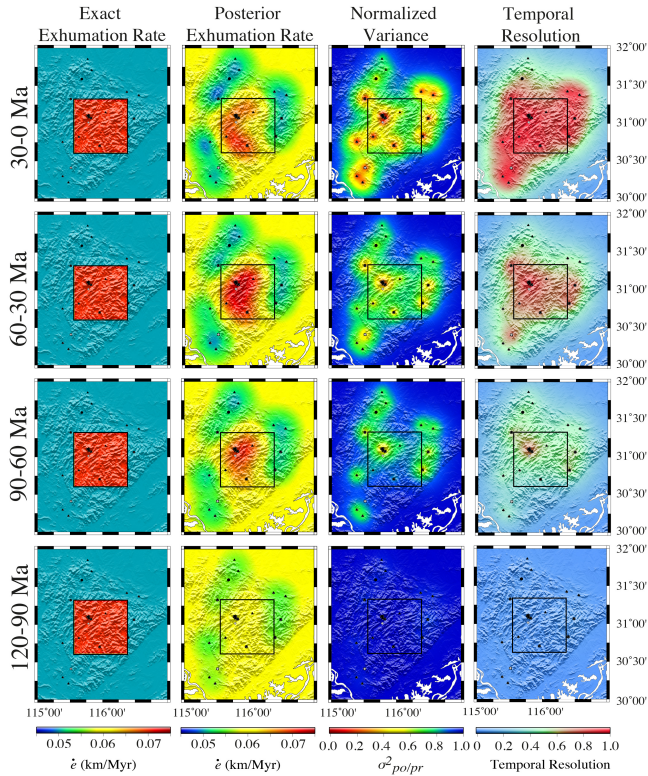 Exact Exhumation Rate
Posterior Exhumation Rate
Normalized Variance
Temporal Resolution
30-0 Ma
32°00'
31°30'
31°00'
30°30'
30°00'
60-30 Ma
32°00'
31°30'
31°00'
30°30'
30°00'
90-60 Ma
32°00'
31°30'
31°00'
30°30'
30°00'
120-90 Ma
32°00'
31°30'
31°00'
30°30'
30°00'
115°00' 116°00' 115°00' 116°00' 115°00' 116°00' 115°00' 116°00'
0.05 0.06 0.07
ė (km/Myr)
0.05 0.06 0.07
ė (km/Myr)
0.0 0.2 0.4 0.6 0.8 1.0
σ²po/pr
0 0.2 0.4 0.6 0.8 1.0
Temporal Resolution